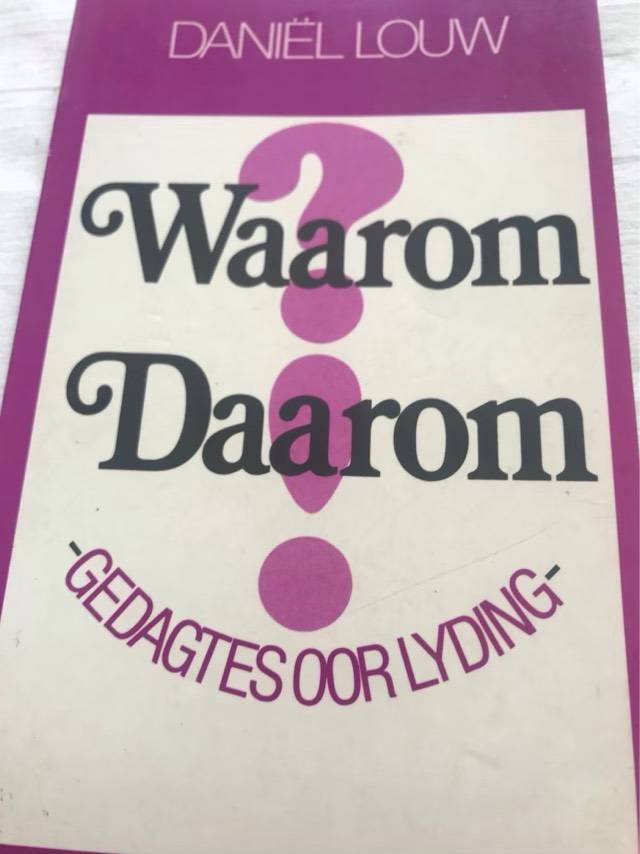 DANIËL LOUW
Waarom
Daarom
-GEDAGTES OOR LYDING-